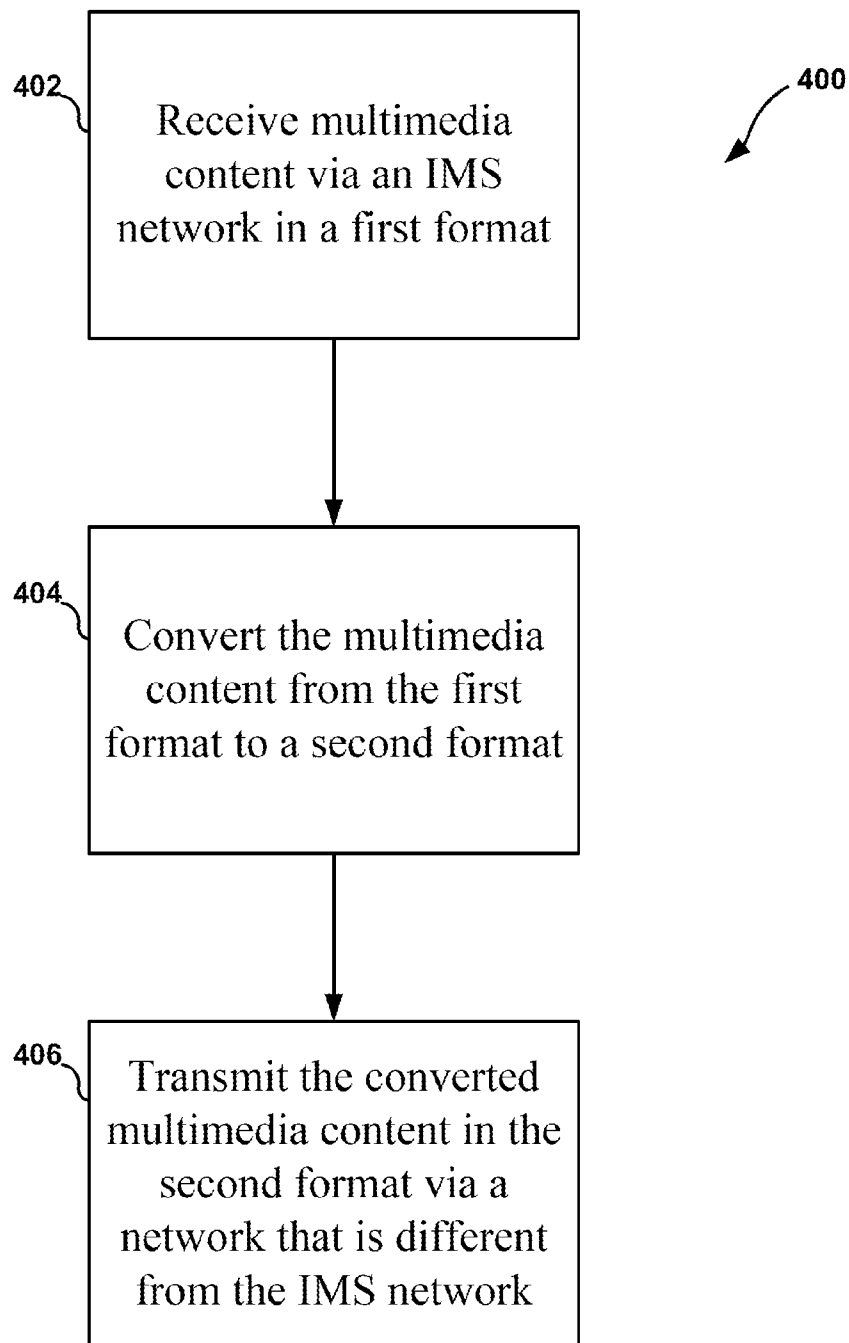 402
400
Receive multimedia
content via an IMS
network in a first format
404
Convert the multimedia
content from the first
format to a second format
406
Transmit the converted
multimedia content in the
second format via a
network that is different
from the IMS network